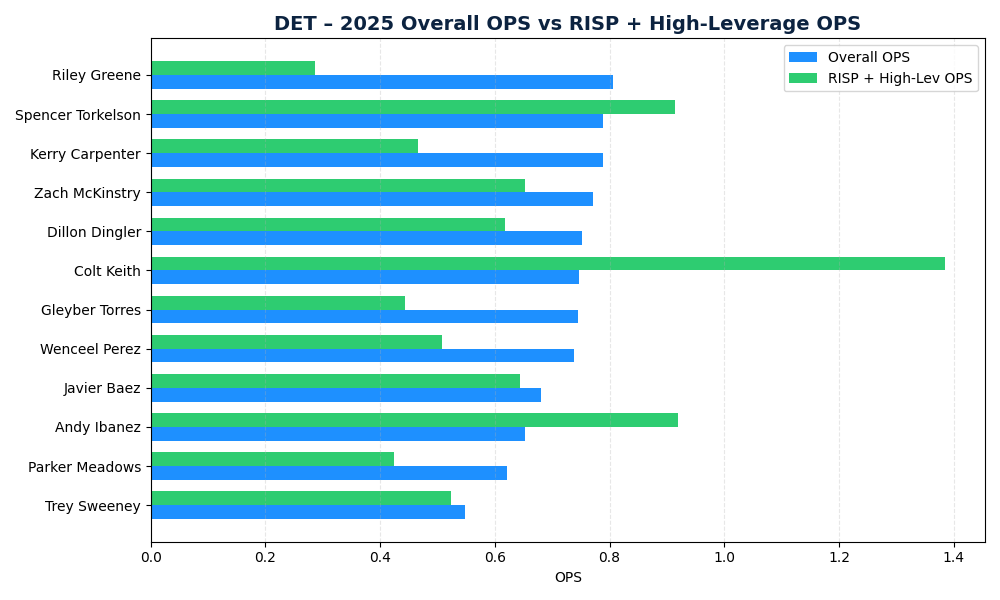 DET – 2025 Overall OPS vs RISP + High-Leverage OPS
Overall OPS
RISP + High-Lev OPS
Riley Greene
Spencer Torkelson
Kerry Carpenter
Zach McKinstry
Dillon Dingler
Colt Keith
Gleyber Torres
Wenceel Perez
Javier Baez
Andy Ibanez
Parker Meadows
Trey Sweeney
0.0 0.2 0.4 0.6 0.8 1.0 1.2 1.4
OPS